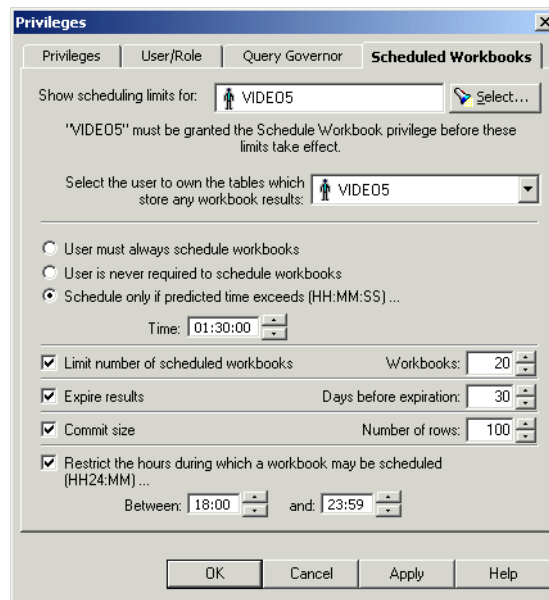 Privileges
Privileges User/Role Query Governor Scheduled Workbooks
Show scheduling limits for: VIDEO5 Select...
"VIDEO5" must be granted the Schedule Workbook privilege before these
limits take effect.
Select the user to own the tables which
store any workbook results: VIDEO5
User must always schedule workbooks
User is never required to schedule workbooks
Schedule only if predicted time exceeds (HH:MM:SS) ...
Time: 01:30:00
Limit number of scheduled workbooks Workbooks: 20
Expire results Days before expiration: 30
Commit size Number of rows: 100
Restrict the hours during which a workbook may be scheduled
(HH24:MM) ...
Between: 18:00 and: 23:59
OK Cancel Apply Help